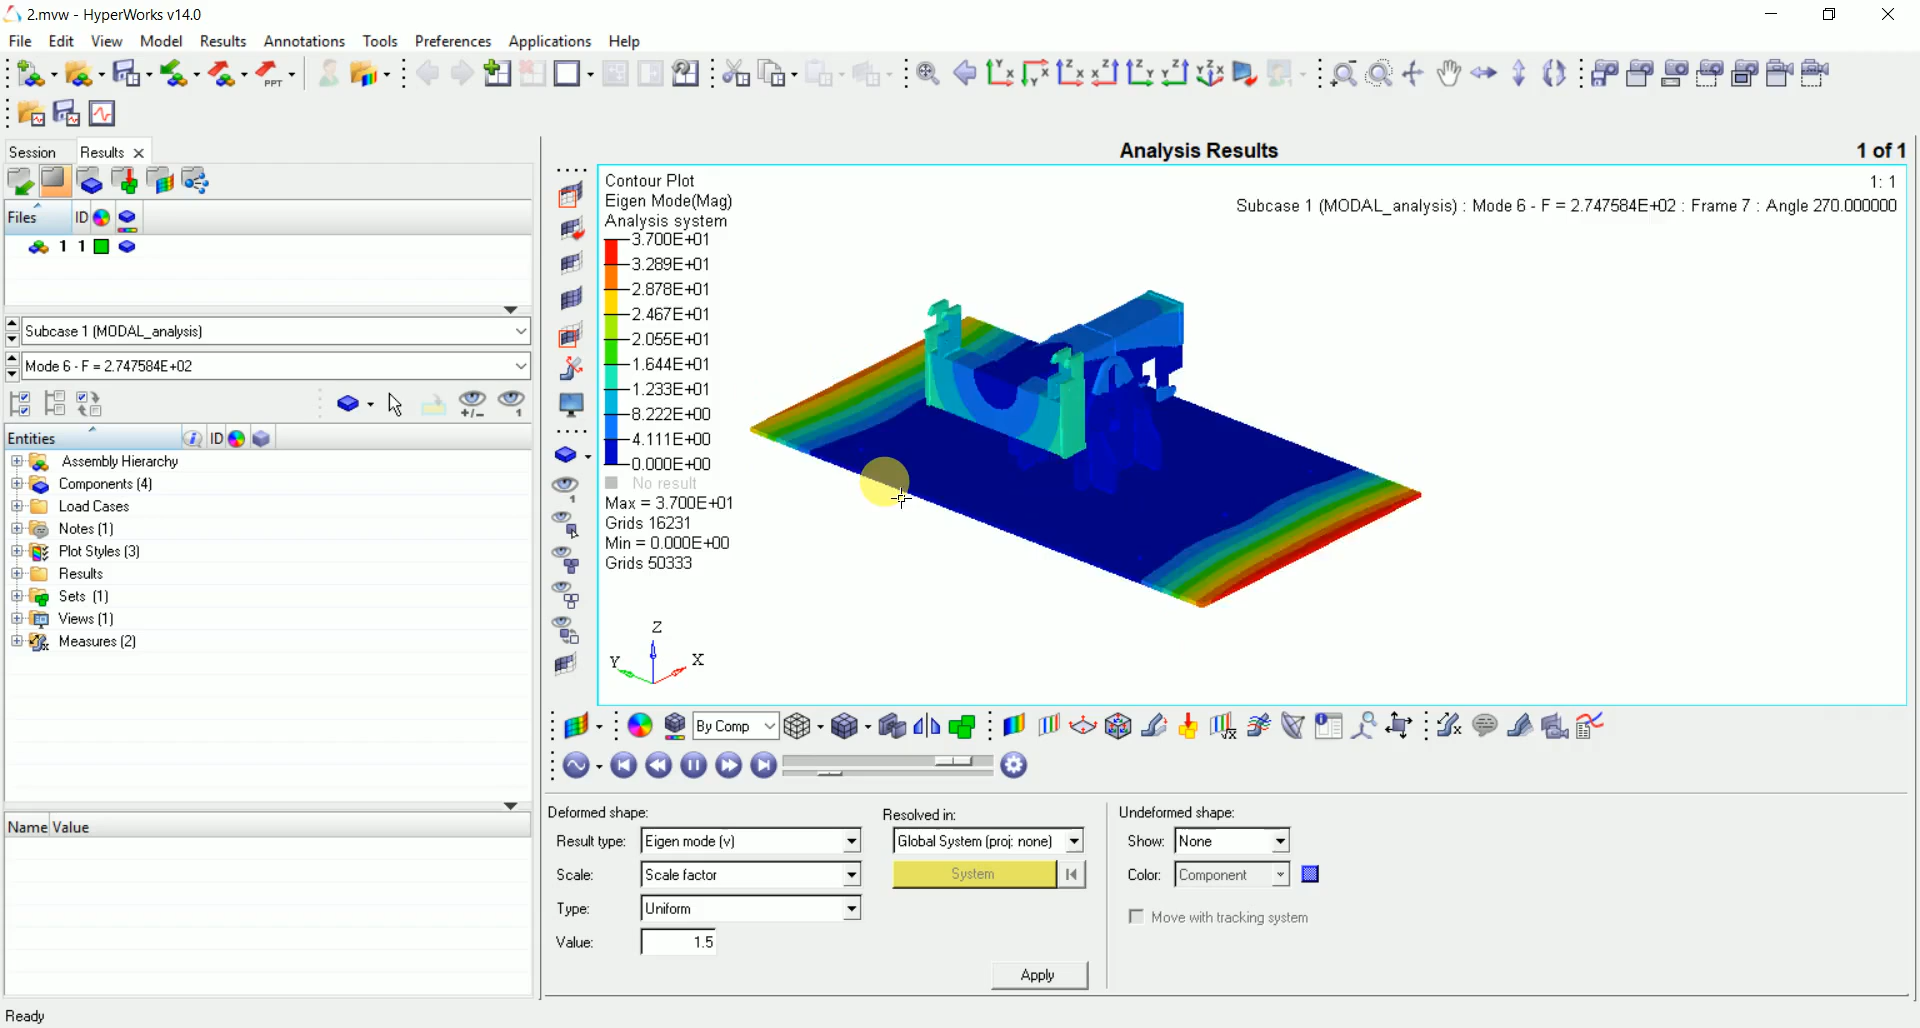 2.mvw - HyperWorks v14.0
File Edit View Model Results Annotations Tools Preferences Applications Help
PPT
Session Results
Analysis Results 1 of 1
Files ID
1 1
Subcase 1 (MODAL_analysis)
Mode 6 - F = 2.747584E+02
Entities ID
Assembly Hierarchy
Components (4)
Load Cases
Notes (1)
Plot Styles (3)
Results
Sets (1)
Views (1)
Measures (2)
Name Value
Contour Plot
Eigen Mode(Mag)
Analysis system
3.700E+01
3.289E+01
2.878E+01
2.467E+01
2.055E+01
1.644E+01
1.233E+01
8.222E+00
4.111E+00
0.000E+00
No result
Max = 3.700E+01
Grids 16231
Min = 0.000E+00
Grids 50333
1: 1
Subcase 1 (MODAL_analysis) : Mode 6 - F = 2.747584E+02 : Frame 7 : Angle 270.000000
Z
Y X
By Comp
Deformed shape:
Result type: Eigen mode (v)
Scale: Scale factor
Type: Uniform
Value: 1.5
Resolved in:
Global System (proj: none)
System
Apply
Undeformed shape:
Show: None
Color: Component
Move with tracking system
Ready